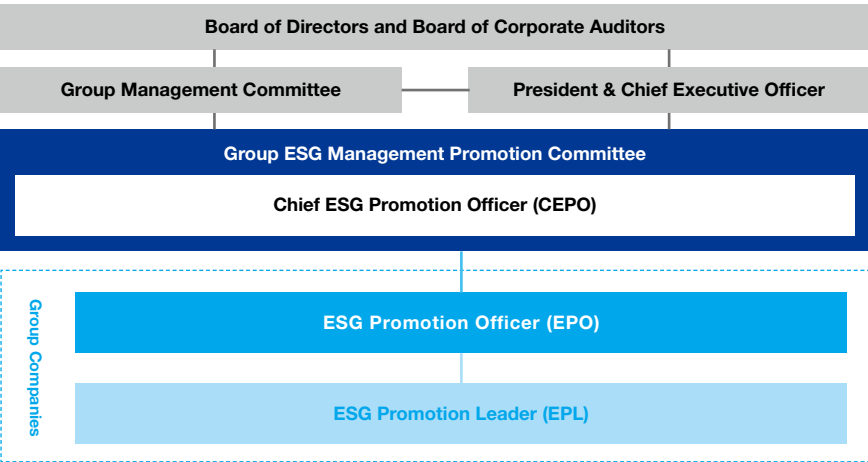 Board of Directors and Board of Corporate Auditors
Group Management Committee
President & Chief Executive Officer
Group ESG Management Promotion Committee
Chief ESG Promotion Officer (CEPO)
Group Companies
ESG Promotion Officer (EPO)
ESG Promotion Leader (EPL)